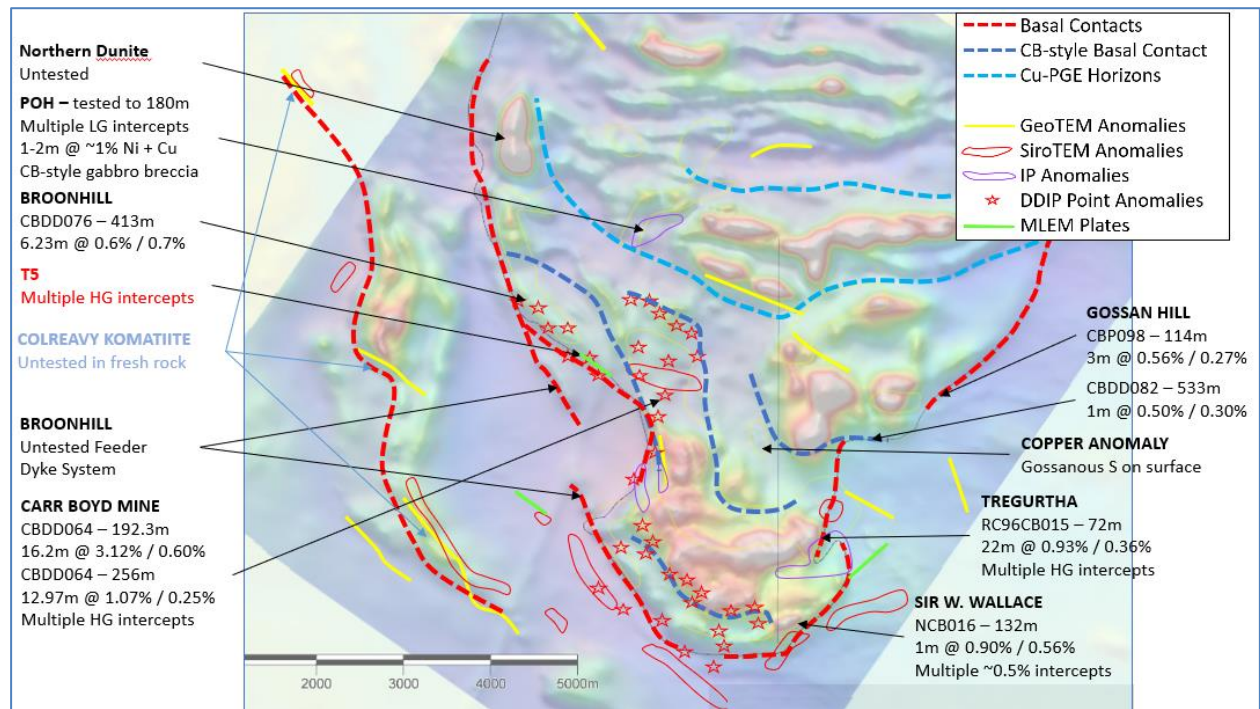 Northern Dunite
Untested
POH – tested to 180m
Multiple LG intercepts
1-2m @ ~1% Ni + Cu
CB-style gabbro breccia
BROONHILL
CBDD076 – 413m
6.23m @ 0.6% / 0.7%
T5
Multiple HG intercepts
COLREAVY KOMATIITE
Untested in fresh rock
BROONHILL
Untested Feeder
Dyke System
CARR BOYD MINE
CBDD064 – 192.3m
16.2m @ 3.12% / 0.60%
CBDD064 – 256m
12.97m @ 1.07% / 0.25%
Multiple HG intercepts
Basal Contacts
CB-style Basal Contact
Cu-PGE Horizons
GeoTEM Anomalies
SiroTEM Anomalies
IP Anomalies
DDIP Point Anomalies
MLEM Plates
GOSSAN HILL
CBP098 – 114m
3m @ 0.56% / 0.27%
CBDD082 – 533m
1m @ 0.50% / 0.30%
COPPER ANOMALY
Gossanous S on surface
TREGURTHA
RC96CB015 – 72m
22m @ 0.93% / 0.36%
Multiple HG intercepts
SIR W. WALLACE
NCB016 – 132m
1m @ 0.90% / 0.56%
Multiple ~0.5% intercepts
2000 3000 4000 5000m